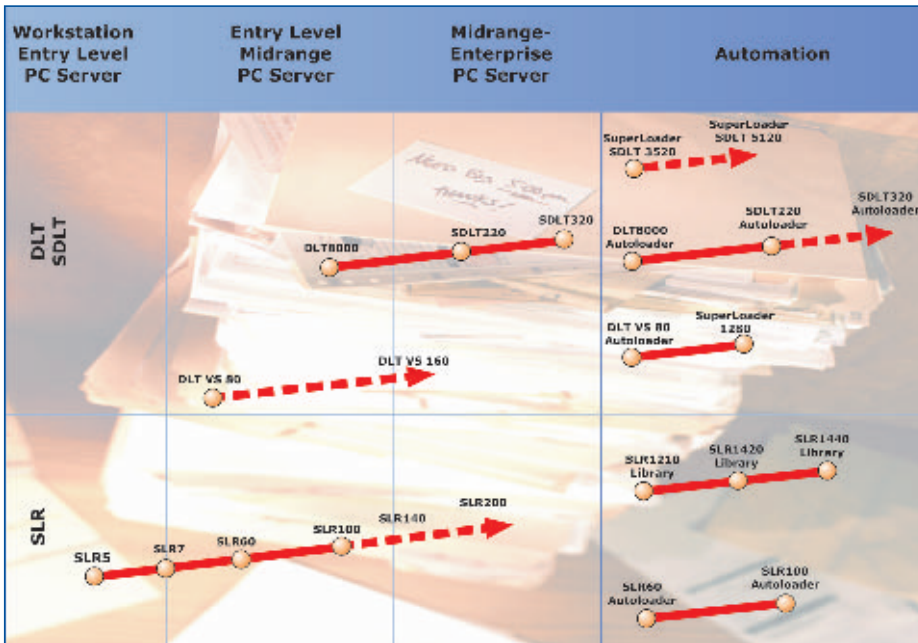 Workstation
Entry Level
PC Server
Entry Level
Midrange
PC Server
Midrange-
Enterprise
PC Server
Automation
DLT
SDLT
SuperLoader
SDLT 3520
SuperLoader
SDLT 5120
DLT8000
SDLT220
SDLT320
DLT8000
Autoloader
SDLT220
Autoloader
SDLT320
Autoloader
DLT VS 80
DLT VS 160
DLT VS 80
Autoloader
SuperLoader
1280
SLR
SLR5
SLR7
SLR60
SLR100
SLR140
SLR200
SLR1210
Library
SLR1420
Library
SLR1440
Library
SLR60
Autoloader
SLR100
Autoloader
thanks!